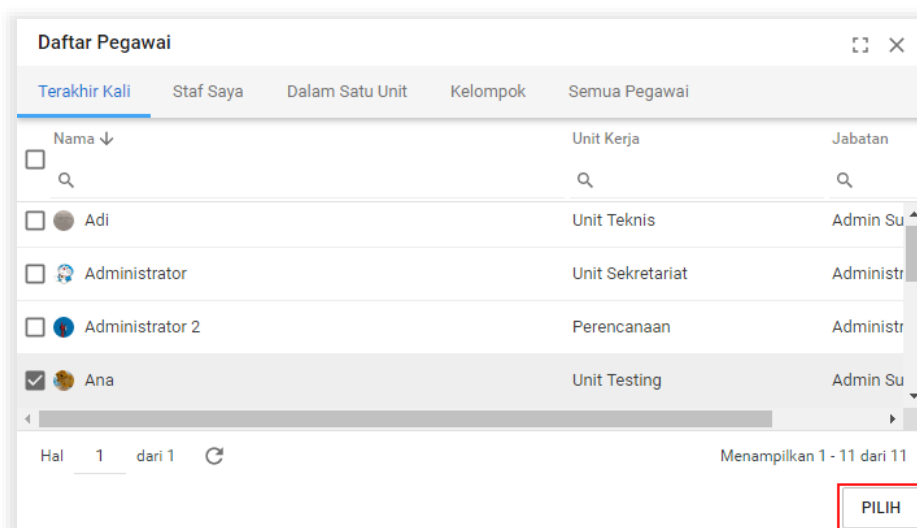 Daftar Pegawai
Terakhir Kali Staf Saya Dalam Satu Unit Kelompok Semua Pegawai
Nama Unit Kerja Jabatan
Adi Unit Teknis Admin Su
Administrator Unit Sekretariat Administr
Administrator 2 Perencanaan Administr
Ana Unit Testing Admin Su
Hal 1 dari 1 Menampilkan 1 - 11 dari 11
PILIH